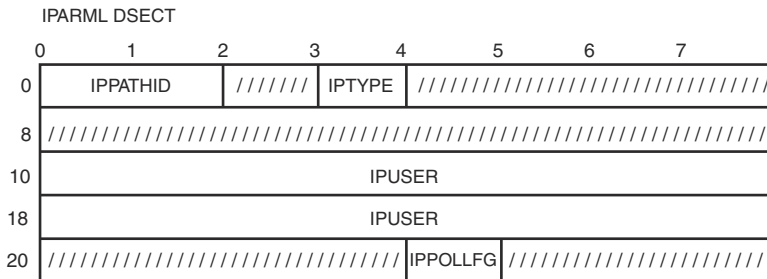 IPARML DSECT
0 1 2 3 4 5 6 7
0 IPPATHID /////// IPTYPE ////////////////////////////////
8 /////////////////////////////////////////////////////////////////
10 IPUSER
18 IPUSER
20 //////////////////////////////// IPPOLLFG ///////////////////////